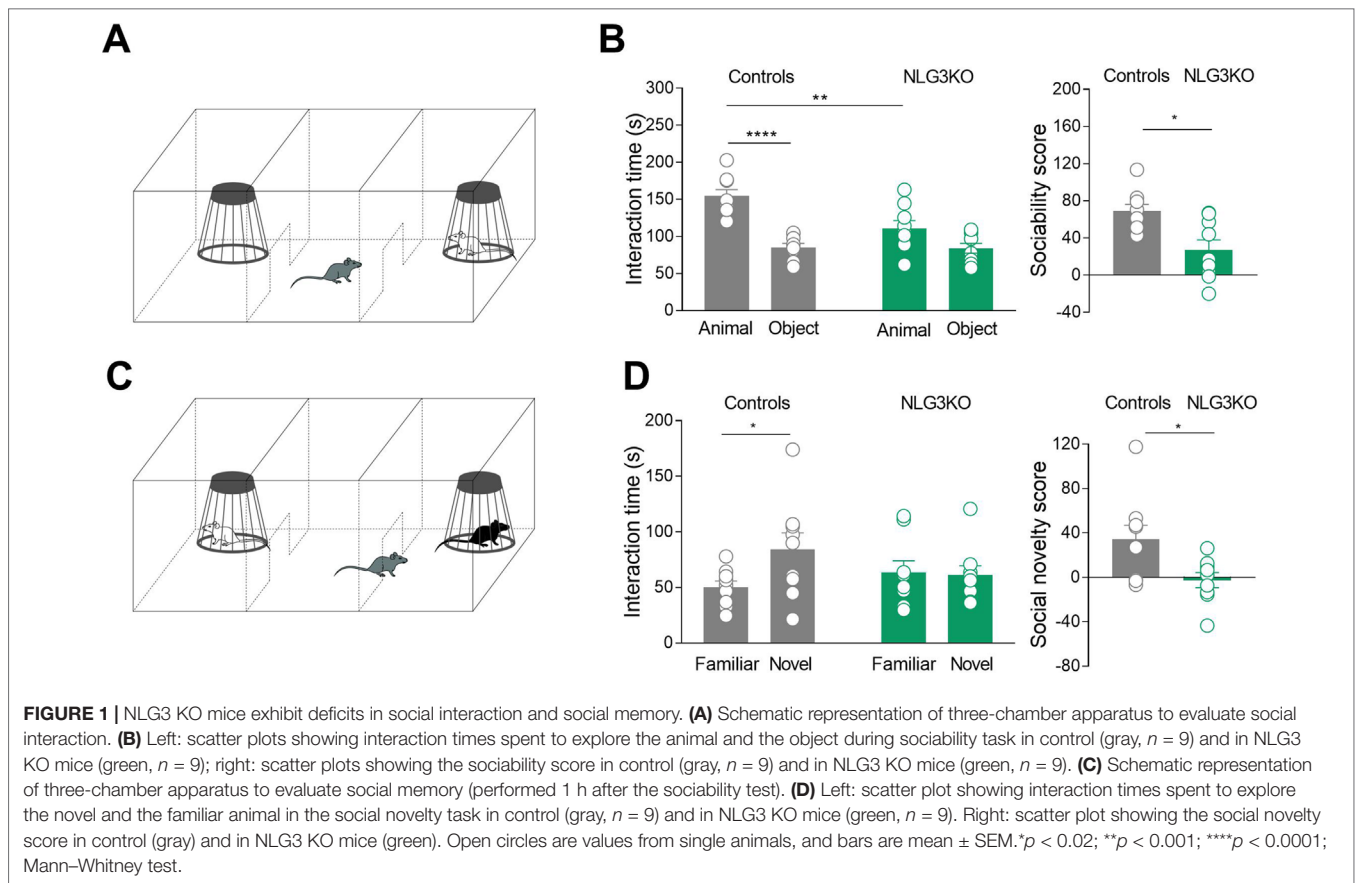 A
B
Controls NLG3KO
Interaction time (s)
300
250
200
150
100
50
0
**
****
Animal Object Animal Object
Controls NLG3KO
Sociability score
200
160
120
80
40
0
-40
*
C
D
Controls NLG3KO
Interaction time (s)
200
150
100
50
0
*
Familiar Novel Familiar Novel
Controls NLG3KO
Social novelty score
120
80
40
0
-40
-80
*
FIGURE 1 | NLG3 KO mice exhibit deficits in social interaction and social memory. (A) Schematic representation of three-chamber apparatus to evaluate social
interaction. (B) Left: scatter plots showing interaction times spent to explore the animal and the object during sociability task in control (gray, n = 9) and in NLG3
KO mice (green, n = 9); right: scatter plots showing the sociability score in control (gray, n = 9) and in NLG3 KO mice (green, n = 9). (C) Schematic representation
of three-chamber apparatus to evaluate social memory (performed 1 h after the sociability test). (D) Left: scatter plot showing interaction times spent to explore
the novel and the familiar animal in the social novelty task in control (gray, n = 9) and in NLG3 KO mice (green, n = 9). Right: scatter plot showing the social novelty
score in control (gray) and in NLG3 KO mice (green). Open circles are values from single animals, and bars are mean ± SEM.*p < 0.02; **p < 0.001; ****p < 0.0001;
Mann–Whitney test.